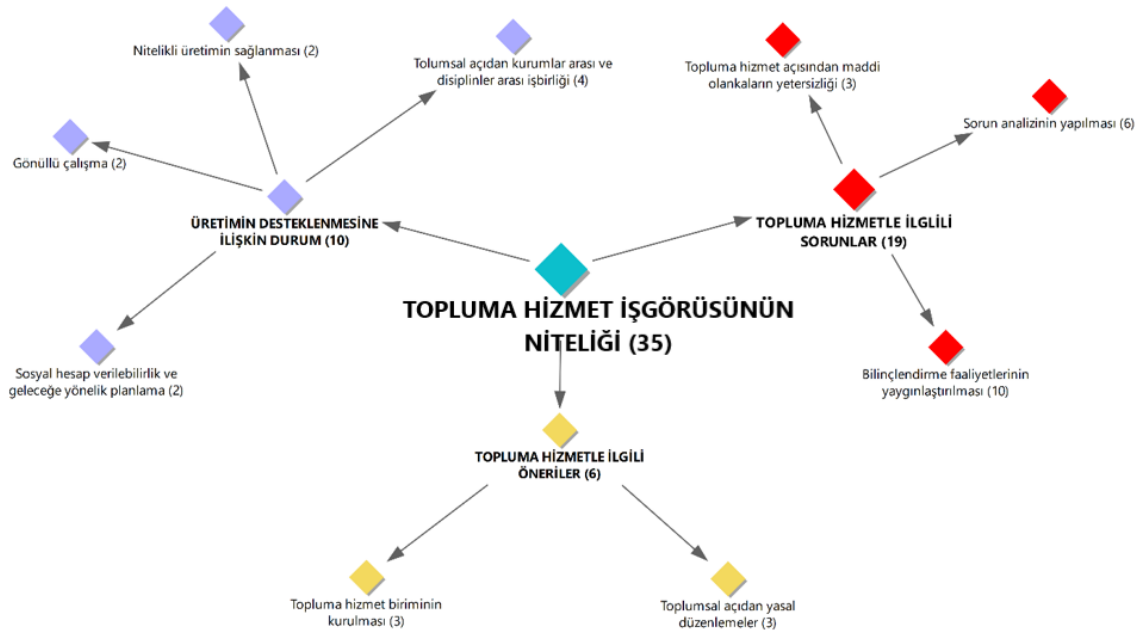 Nitelikli üretimin sağlanması (2)
Tolumsal açıdan kurumlar arası ve
disiplinler arası işbirliği (4)
Topluma hizmet açısından maddi
olankaların yetersizliği (3)
Sorun analizinin yapılması (6)
Gönüllü çalışma (2)
ÜRETİMİN DESTEKLENMESİNE
İLİŞKİN DURUM (10)
TOPLUMA HİZMETLE İLGLİLİ
SORUNLAR (19)
TOPLUMA HİZMET İŞGÖRÜSÜNÜN
NİTELİĞİ (35)
Sosyal hesap verilebilirlik ve
geleceğe yönelik planlama (2)
Bilinçlendirme faaliyetlerinin
yaygınlaştırılması (10)
TOPLUMA HİZMETLE İLGİLİ
ÖNERİLER (6)
Topluma hizmet biriminin
kurulması (3)
Toplumsal açıdan yasal
düzenlemeler (3)